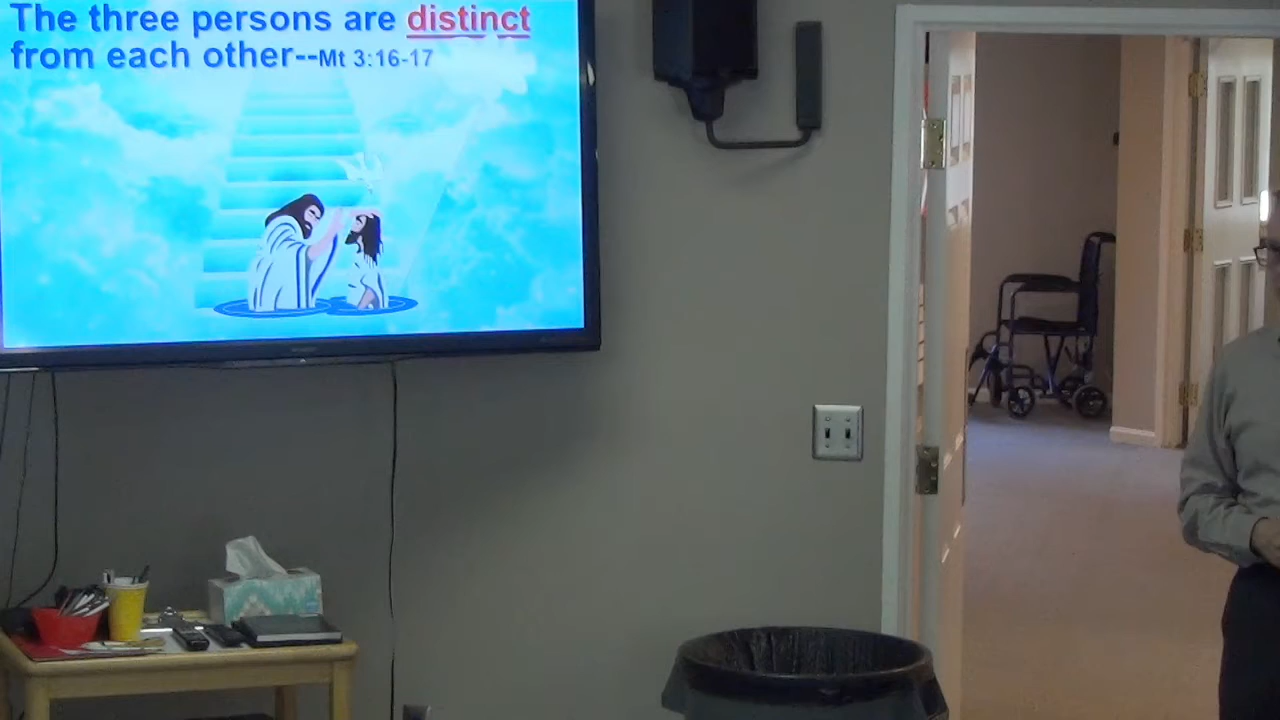 The three persons are distinct
from each other--Mt 3:16-17